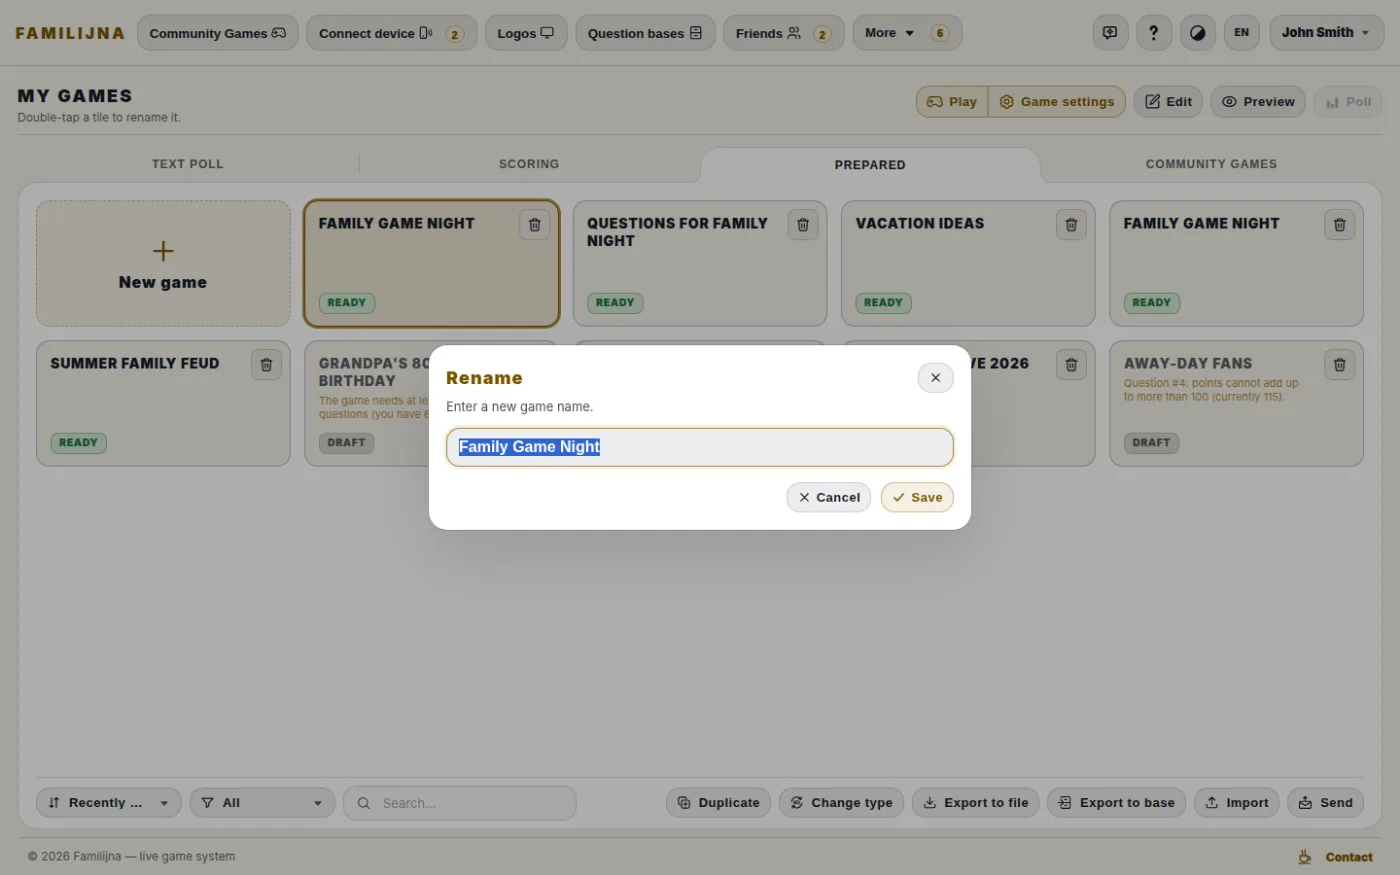 FAMILIJNA
Community Games
Connect device 2
Logos
Question bases
Friends 2
More 6
?
EN
John Smith
MY GAMES
Double-tap a tile to rename it.
Play
Game settings
Edit
Preview
Poll
TEXT POLL
SCORING
PREPARED
COMMUNITY GAMES
New game
FAMILY GAME NIGHT
READY
QUESTIONS FOR FAMILY
NIGHT
READY
VACATION IDEAS
READY
FAMILY GAME NIGHT
READY
SUMMER FAMILY FEUD
READY
GRANDPA'S 80
BIRTHDAY
The game needs at le
questions (you have 6
DRAFT
VE 2026
AWAY-DAY FANS
Question #4: points cannot add up
to more than 100 (currently 115).
DRAFT
Rename
Enter a new game name.
Family Game Night
Cancel
Save
Recently ...
All
Search...
Duplicate
Change type
Export to file
Export to base
Import
Send
© 2026 Familijna — live game system
Contact